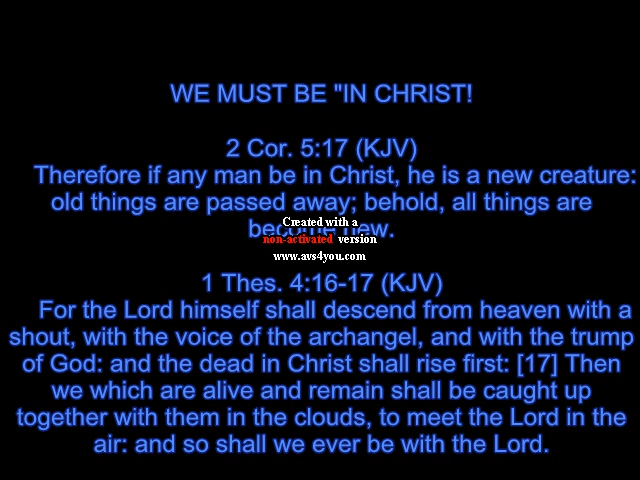 WE MUST BE "IN CHRIST!
2 Cor. 5:17 (KJV)
Therefore if any man be in Christ, he is a new creature:
old things are passed away; behold, all things are
become new.
Created with a
non-activated version
www.avs4you.com
1 Thes. 4:16-17 (KJV)
For the Lord himself shall descend from heaven with a
shout, with the voice of the archangel, and with the trump
of God: and the dead in Christ shall rise first: [17] Then
we which are alive and remain shall be caught up
together with them in the clouds, to meet the Lord in the
air: and so shall we ever be with the Lord.